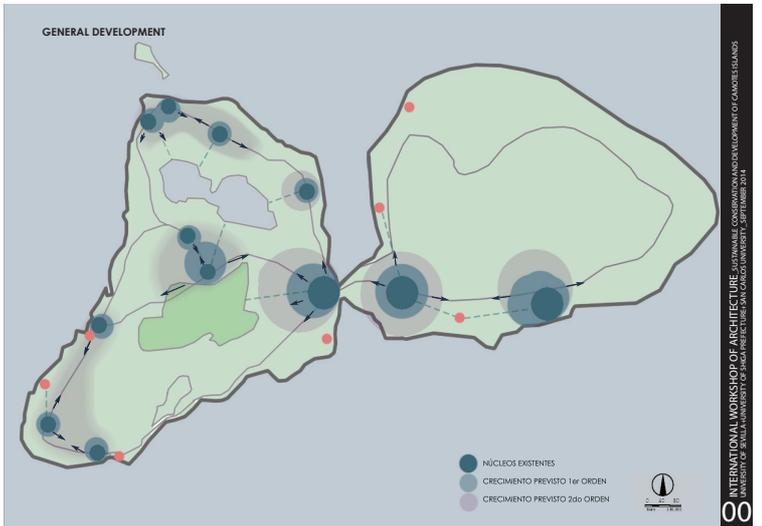 GENERAL DEVELOPMENT
NÚCLEOS EXISTENTES
CRECIMIENTO PREVISTO 1er ORDEN
CRECIMIENTO PREVISTO 2do ORDEN
INTERNATIONAL WORKSHOP OF ARCHITECTURE_SUSTAINABLE CONSERVATION AND DEVELOPMENT OF CAMOTES ISLANDS
UNIVERSITY OF SEVILLA+UNIVERSITY OF SHIGA PREFECTURE+SAN CARLOS UNIVERSITY_SEPTEMBER 2014
00